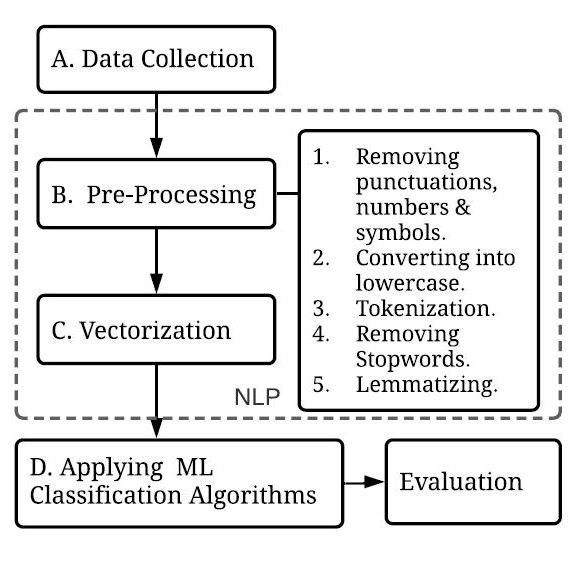 A. Data Collection
B. Pre-Processing
1. Removing
punctuations,
numbers &
symbols.
2. Converting into
lowercase.
3. Tokenization.
4. Removing
Stopwords.
5. Lemmatizing.
C. Vectorization
NLP
D. Applying ML
Classification Algorithms
Evaluation